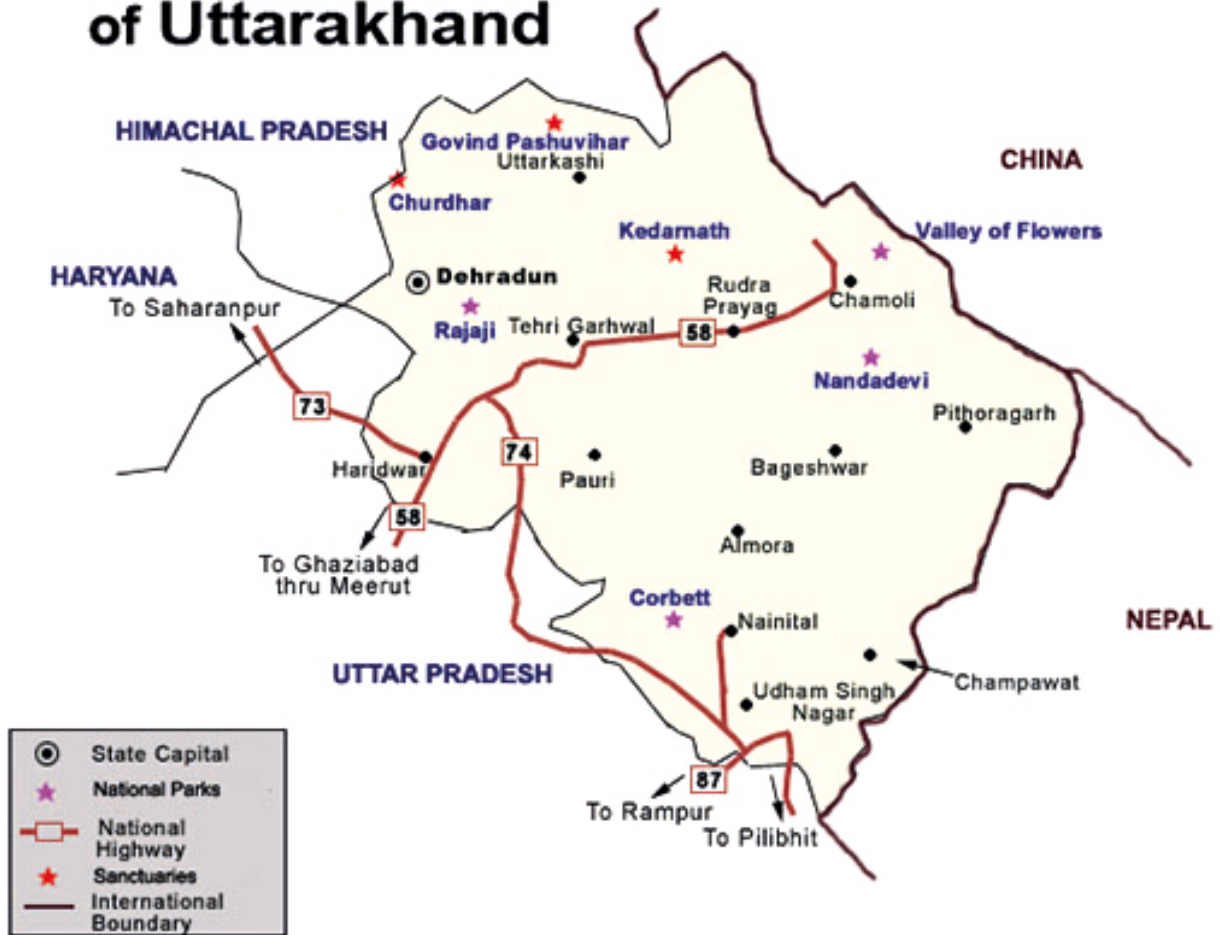 of Uttarakhand
HIMACHAL PRADESH
Govind Pashuvihar
Uttarkashi
CHINA
Churdhar
Kedarnath
Valley of Flowers
HARYANA
Dehradun
To Saharanpur
Rudra
Prayag
Chamoli
Rajaji
Tehri Garhwal
58
Nandadevi
73
Pithoragarh
74
Haridwar
Pauri
Bageshwar
58
Almora
To Ghaziabad
thru Meerut
Corbett
Nainital
NEPAL
UTTAR PRADESH
Champawat
Udham Singh
Nagar
87
To Rampur
To Pilibhit
State Capital
National Parks
National
Highway
Sanctuaries
International
Boundary